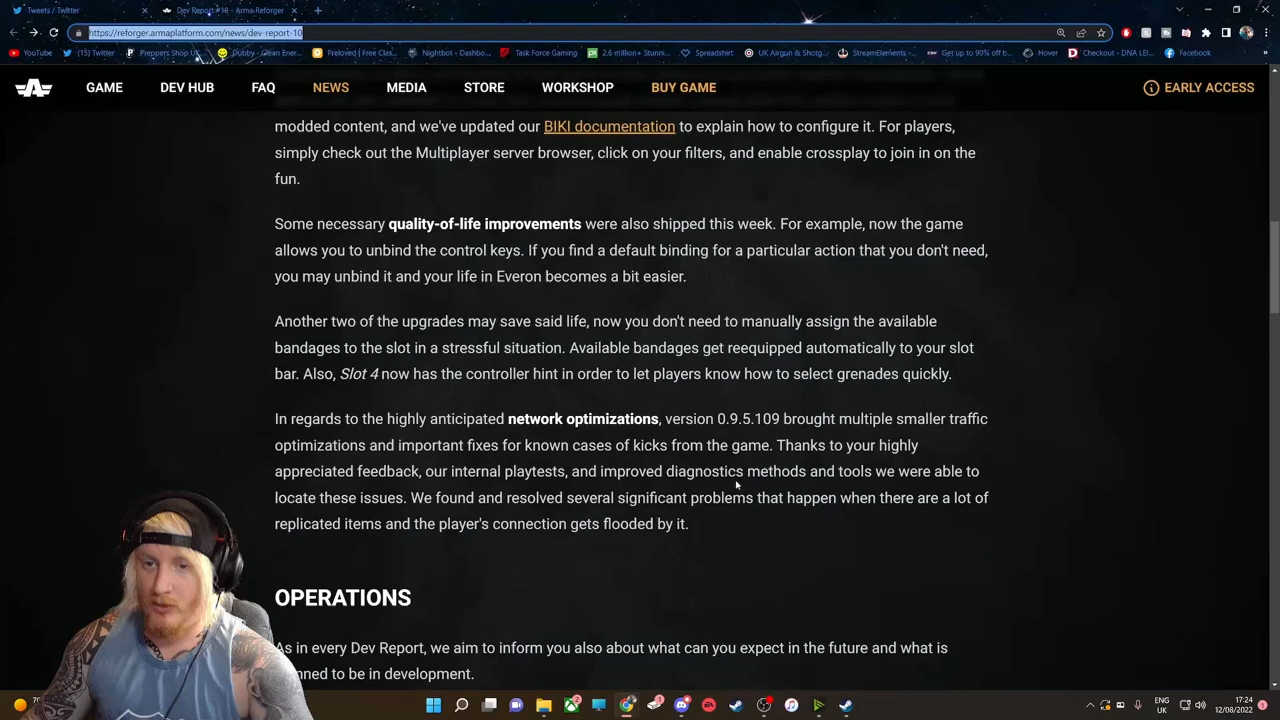 Tweets / Twitter
Dev Report #10 - Arma Reforger
https://reforger.armaplatform.com/news/dev-report-10
YouTube
(15) Twitter
Preppers Shop UK
Dubby - Clean Ener...
Preloved | Free Clas...
Nightbot - Dashbo...
Task Force Gaming
2.6 million+ Stunni...
Spreadshirt
UK Airgun & Shotg...
StreamElements
Get up to 90% off b...
Hover
Checkout - DNA LEI...
Facebook
GAME
DEV HUB
FAQ
NEWS
MEDIA
STORE
WORKSHOP
BUY GAME
EARLY ACCESS
modded content, and we've updated our BIKI documentation to explain how to configure it. For players,
simply check out the Multiplayer server browser, click on your filters, and enable crossplay to join in on the
fun.
Some necessary quality-of-life improvements were also shipped this week. For example, now the game
allows you to unbind the control keys. If you find a default binding for a particular action that you don't need,
you may unbind it and your life in Everon becomes a bit easier.
Another two of the upgrades may save said life, now you don't need to manually assign the available
bandages to the slot in a stressful situation. Available bandages get reequipped automatically to your slot
bar. Also, Slot 4 now has the controller hint in order to let players know how to select grenades quickly.
In regards to the highly anticipated network optimizations, version 0.9.5.109 brought multiple smaller traffic
optimizations and important fixes for known cases of kicks from the game. Thanks to your highly
appreciated feedback, our internal playtests, and improved diagnostics methods and tools we were able to
locate these issues. We found and resolved several significant problems that happen when there are a lot of
replicated items and the player's connection gets flooded by it.
OPERATIONS
As in every Dev Report, we aim to inform you also about what can you expect in the future and what is
nned to be in development.
ENG
UK
17:24
12/08/2022